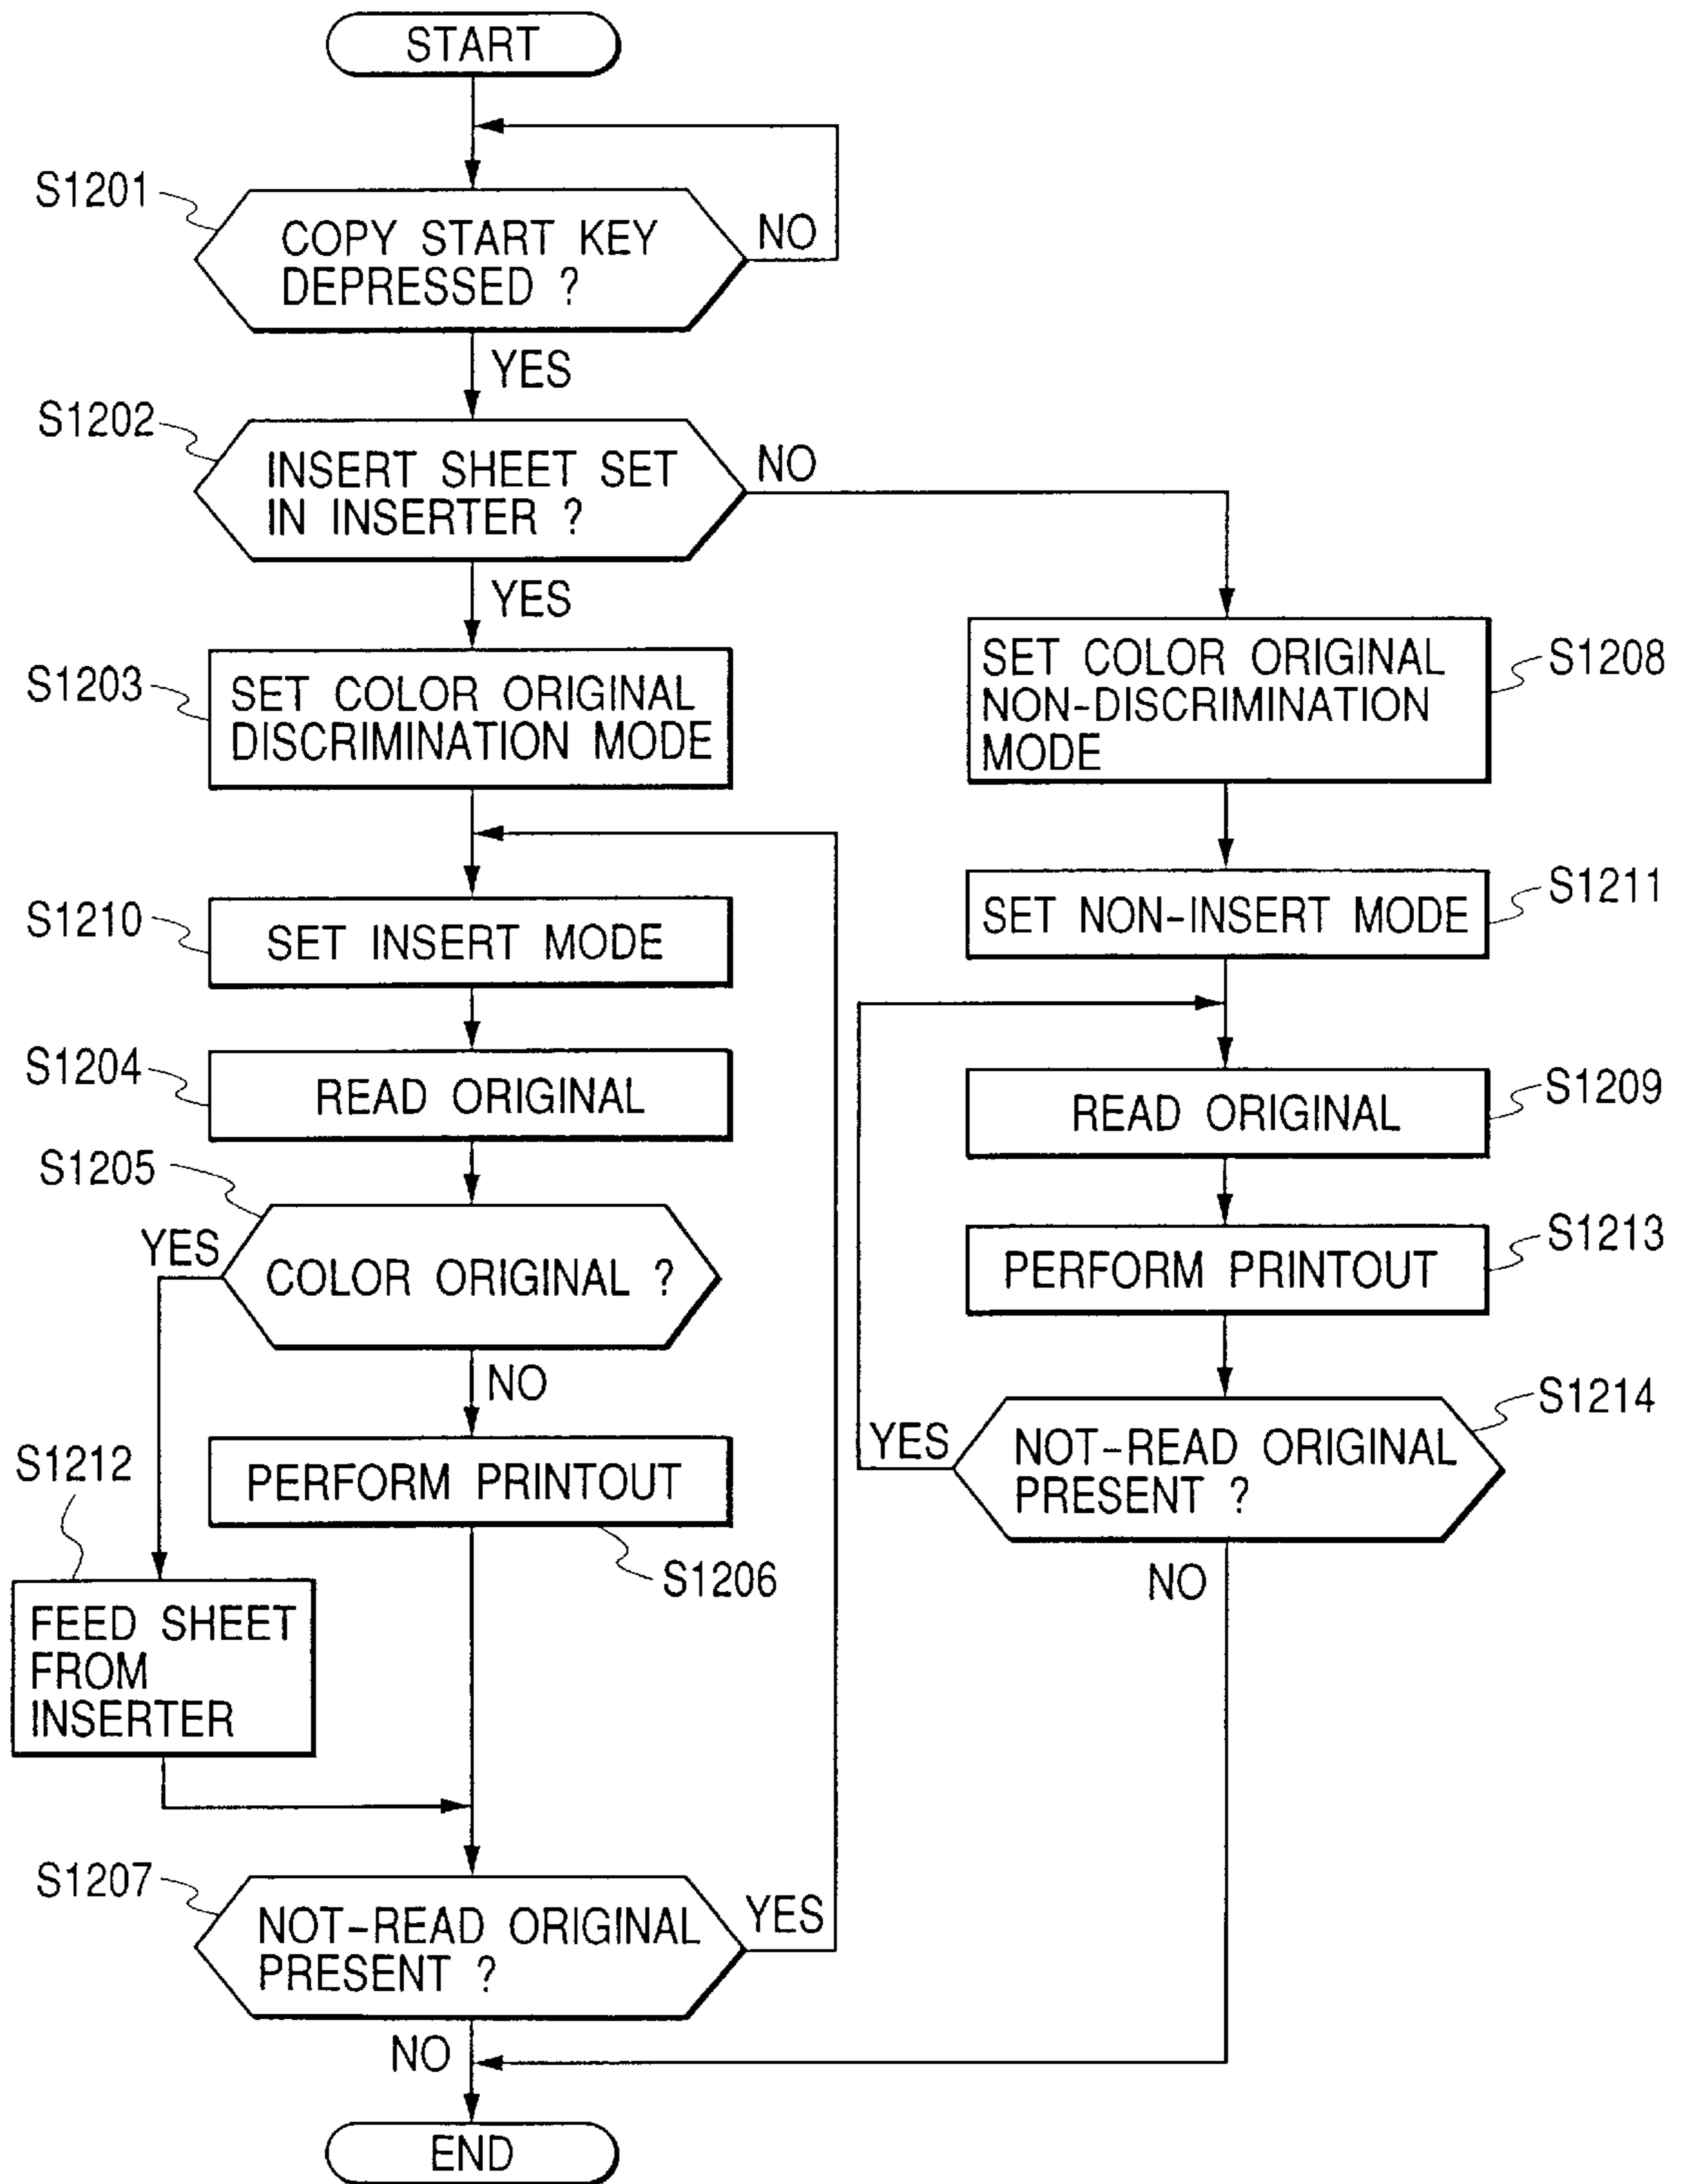 START
S1201
COPY START KEY
DEPRESSED ?
NO
YES
S1202
INSERT SHEET SET
IN INSERTER ?
NO
YES
S1203
SET COLOR ORIGINAL
DISCRIMINATION MODE
SET COLOR ORIGINAL
NON-DISCRIMINATION
MODE
S1208
S1210
SET INSERT MODE
SET NON-INSERT MODE
S1211
S1204
READ ORIGINAL
READ ORIGINAL
S1209
S1205
YES
COLOR ORIGINAL ?
NO
PERFORM PRINTOUT
S1213
S1212
PERFORM PRINTOUT
S1206
YES
NOT-READ ORIGINAL
PRESENT ?
S1214
NO
FEED SHEET
FROM
INSERTER
S1207
NOT-READ ORIGINAL
PRESENT ?
YES
NO
END